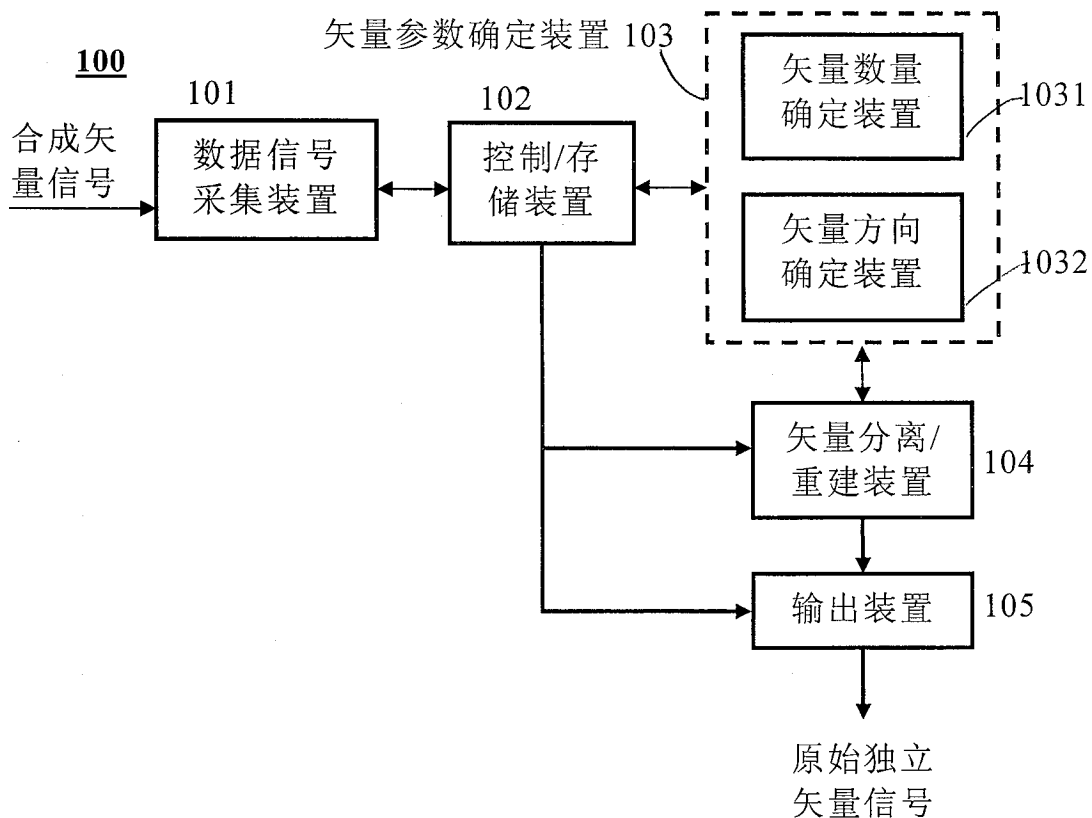 100
合成矢
量信号
101
数据信号
采集装置
102
控制/存
储装置
矢量参数确定装置 103
矢量数量
确定装置
1031
矢量方向
确定装置
1032
矢量分离/
重建装置
104
输出装置
105
原始独立
矢量信号